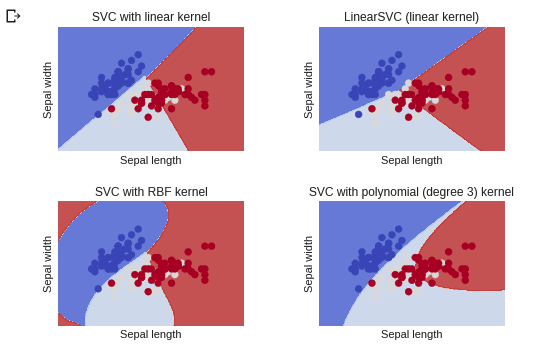 SVC with linear kernel
LinearSVC (linear kernel)
Sepal width
Sepal width
Sepal length
Sepal length
SVC with RBF kernel
SVC with polynomial (degree 3) kernel
Sepal width
Sepal width
Sepal length
Sepal length